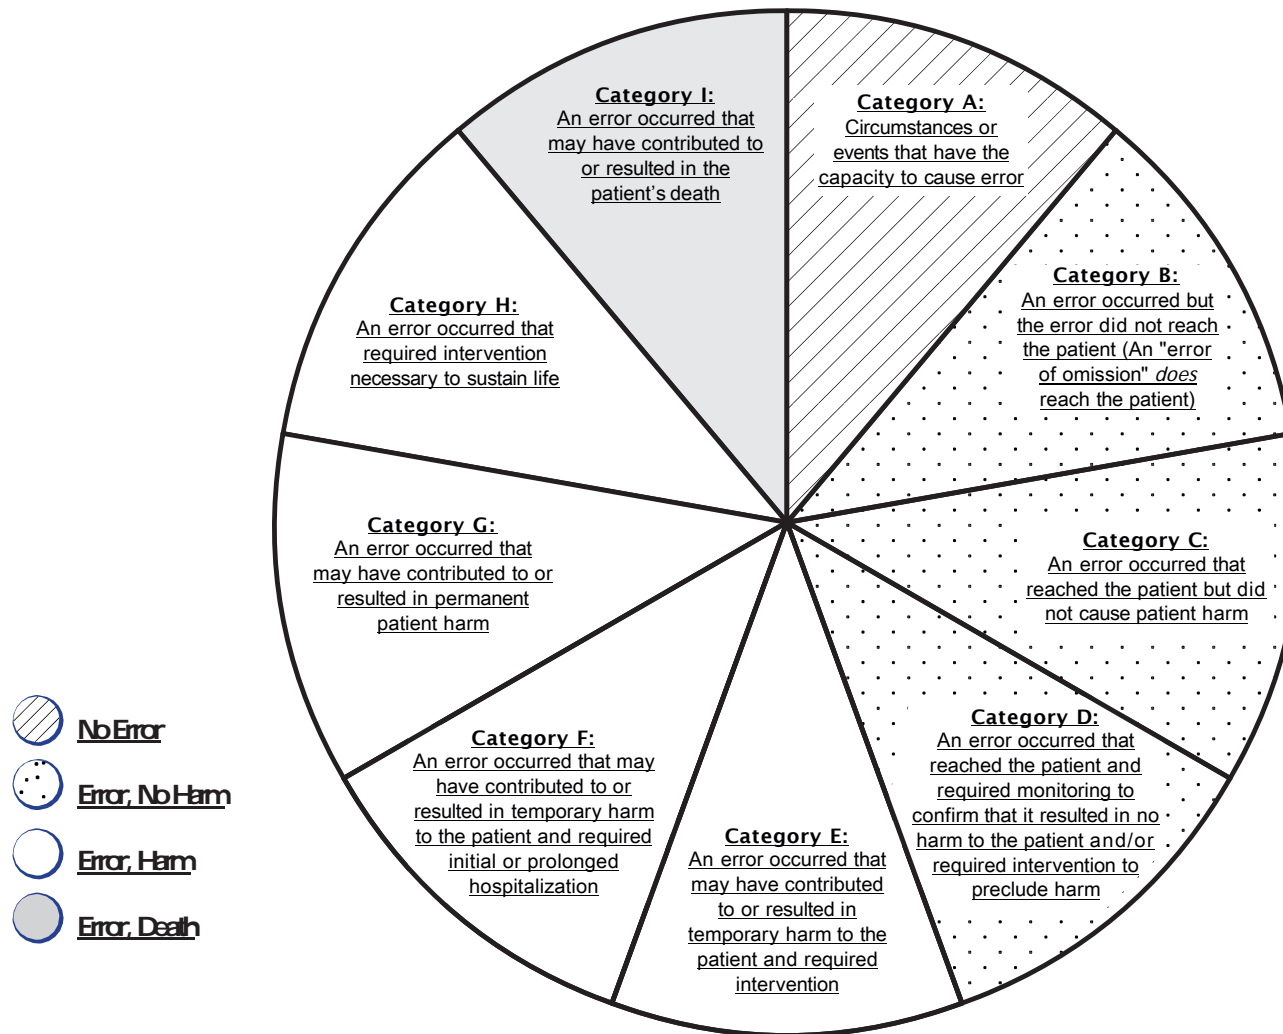 Category I:
An error occurred that
may have contributed to
or resulted in the
patient's death
Category A:
Circumstances or
events that have the
capacity to cause error
Category B:
An error occurred but
the error did not reach
the patient (An "error
of omission" does
reach the patient)
Category H:
An error occurred that
required intervention
necessary to sustain life
Category C:
An error occurred that
reached the patient but did
not cause patient harm
Category G:
An error occurred that
may have contributed to or
resulted in permanent
patient harm
Category D:
An error occurred that
reached the patient and
required monitoring to
confirm that it resulted in no
harm to the patient and/or
required intervention to
preclude harm
Category F:
An error occurred that may
have contributed to or
resulted in temporary harm
to the patient and required
initial or prolonged
hospitalization
Category E:
An error occurred that
may have contributed
to or resulted in
temporary harm to the
patient and required
intervention
No Error
Error, No Harm
Error, Harm
Error, Death